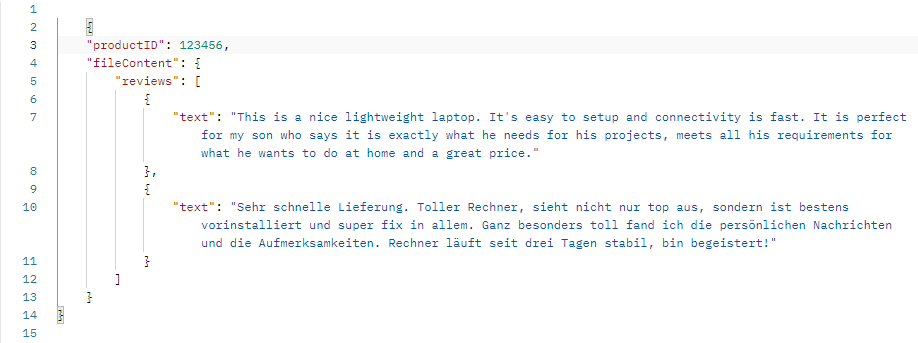 1
2 {
3 "productID": 123456,
4 "fileContent": {
5 "reviews": [
6 {
7 "text": "This is a nice lightweight laptop. It's easy to setup and connectivity is fast. It is perfect
for my son who says it is exactly what he needs for his projects, meets all his requirements for
what he wants to do at home and a great price."
8 },
9 {
10 "text": "Sehr schnelle Lieferung. Toller Rechner, sieht nicht nur top aus, sondern ist bestens
vorinstalliert und super fix in allem. Ganz besonders toll fand ich die persönlichen Nachrichten
und die Aufmerksamkeiten. Rechner läuft seit drei Tagen stabil, bin begeistert!"
11 }
12 ]
13 }
14 }
15